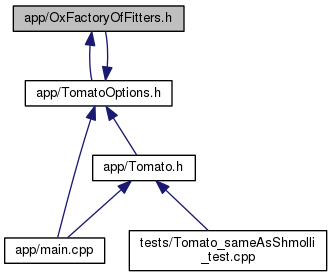 app/OxFactoryOfFitters.h
app/TomatoOptions.h
app/Tomato.h
app/main.cpp
tests/Tomato_sameAsShmolli
_test.cpp